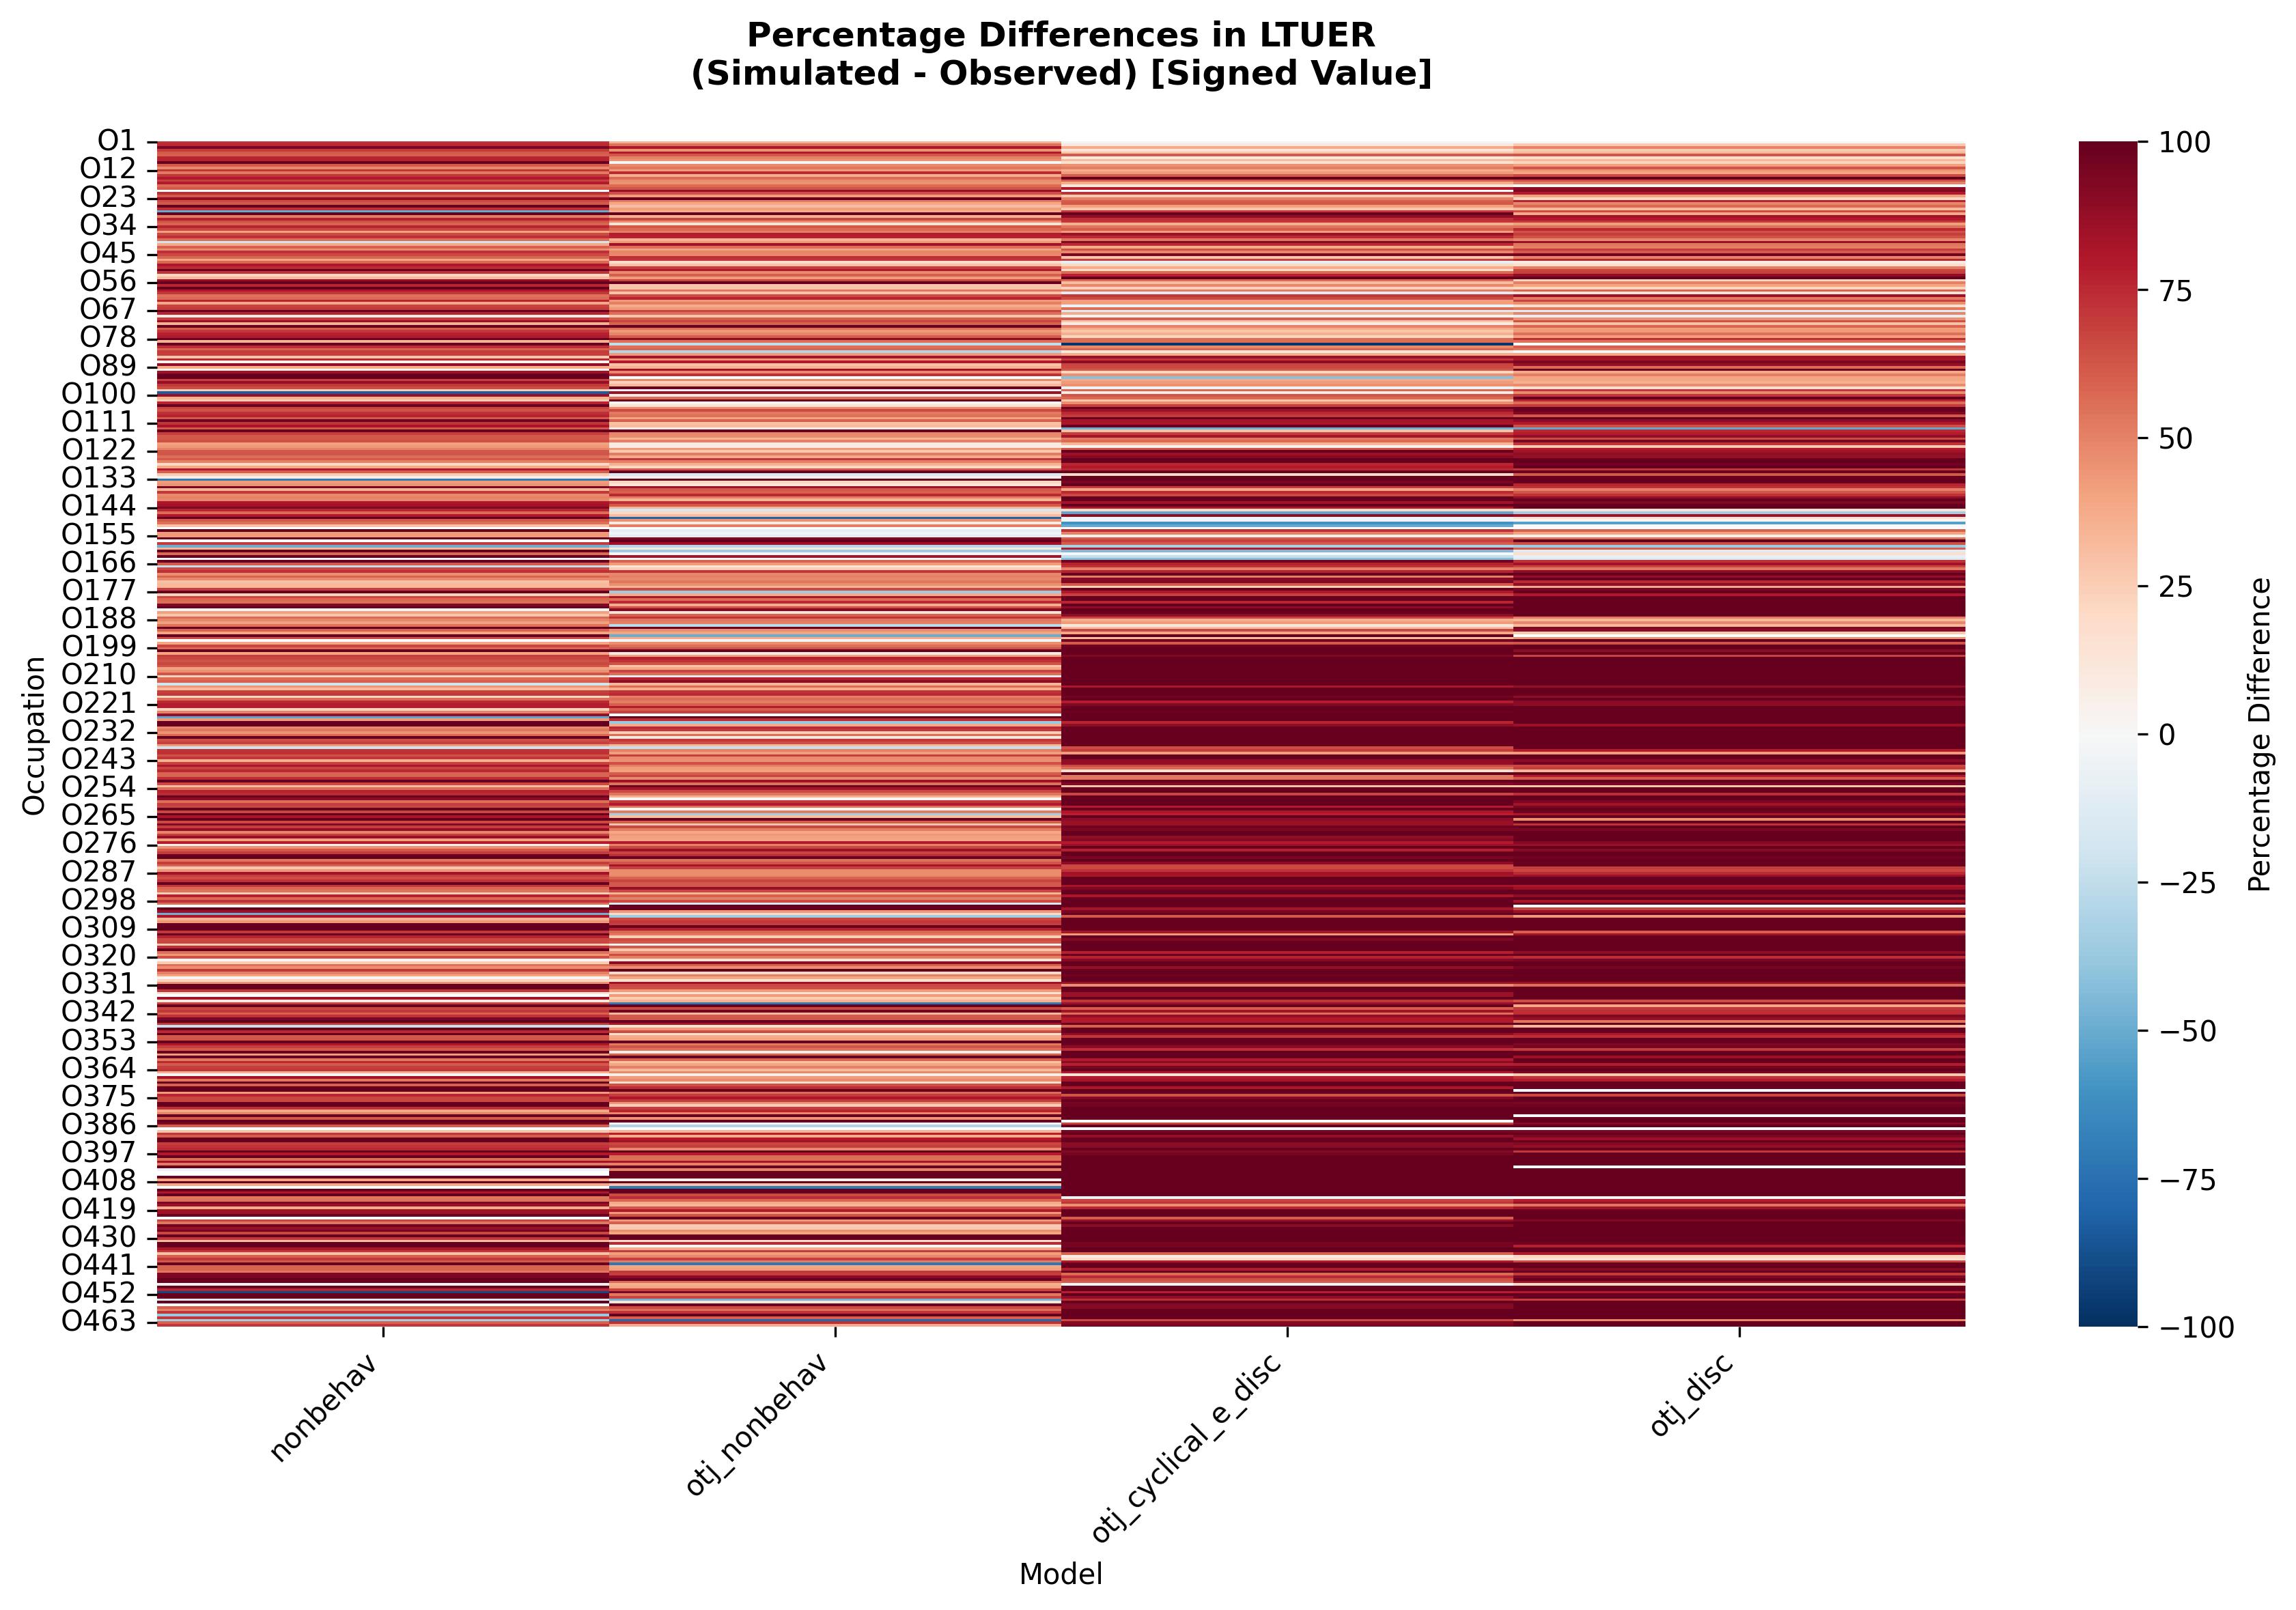 Percentage Differences in LTUER
(Simulated - Observed) [Signed Value]
O1
O12
O23
O34
O45
O56
O67
O78
O89
O100
O111
O122
O133
O144
O155
O166
O177
O188
O199
O210
O221
O232
O243
O254
O265
O276
O287
O298
O309
O320
O331
O342
O353
O364
O375
O386
O397
O408
O419
O430
O441
O452
O463
Occupation
nonbehav
otj_nonbehav
otj_cyclical_e_disc
otj_disc
Model
100
75
50
25
0
−25
−50
−75
−100
Percentage Difference